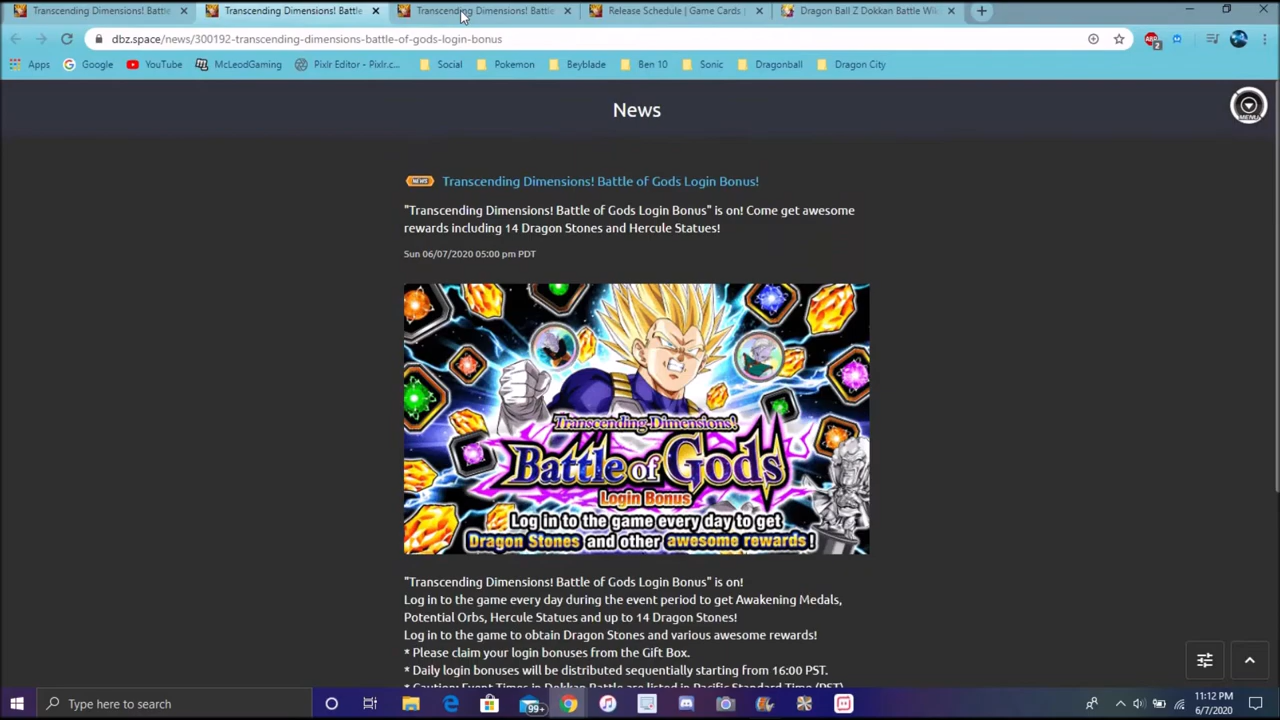 Transcending Dimensions! Battle
Transcending Dimensions! Battle
Transcending Dimensions! Battle
Release Schedule | Game Cards |
Dragon Ball Z Dokkan Battle Wi
dbz.space/news/300192-transcending-dimensions-battle-of-gods-login-bonus
2
Apps
Google
YouTube
McLeodGaming
Pixlr Editor - Pixlr.c...
Social
Pokemon
Beyblade
Ben 10
Sonic
Dragonball
Dragon City
News
MENU
NEWS
Transcending Dimensions! Battle of Gods Login Bonus!
"Transcending Dimensions! Battle of Gods Login Bonus" is on! Come get awesome
rewards including 14 Dragon Stones and Hercule Statues!
Sun 06/07/2020 05:00 pm PDT
Transcending Dimensions!
Battle of Gods
Login Bonus
Log in to the game every day to get
Dragon Stones and other awesome rewards!
"Transcending Dimensions! Battle of Gods Login Bonus" is on!
Log in to the game every day during the event period to get Awakening Medals,
Potential Orbs, Hercule Statues and up to 14 Dragon Stones!
Log in to the game to obtain Dragon Stones and various awesome rewards!
* Please claim your login bonuses from the Gift Box.
* Daily login bonuses will be distributed sequentially starting from 16:00 PST.
* Caution: Event Times in Dokkan Battle are listed in Pacific Standard Time (PST)
Type here to search
99+
11:12 PM
6/7/2020